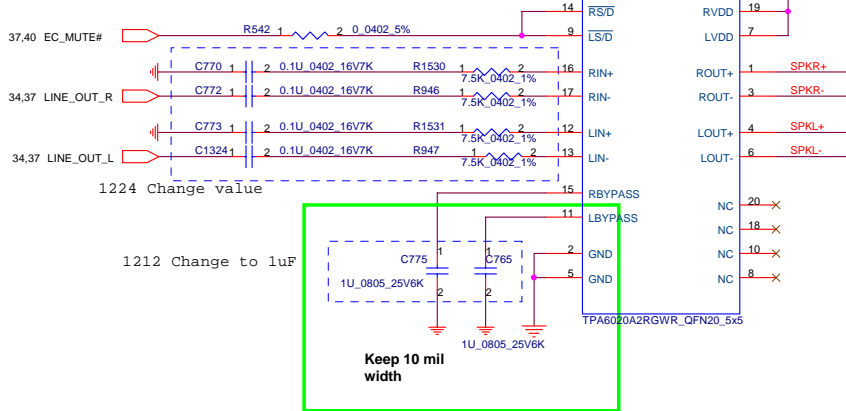 14 RS/D RVDD 19
37,40 EC_MUTE# R542 1 2 0_0402_5% 9 LS/D LVDD 7
C770 1 2 0.1U_0402_16V7K R1530 1 2 7.5K_0402_1% 16 RIN+ ROUT+ 1 SPKR+
34,37 LINE_OUT_R C772 1 2 0.1U_0402_16V7K R946 1 2 7.5K_0402_1% 17 RIN- ROUT- 3 SPKR-
C773 1 2 0.1U_0402_16V7K R1531 1 2 7.5K_0402_1% 12 LIN+ LOUT+ 4 SPKL+
34,37 LINE_OUT_L C1324 1 2 0.1U_0402_16V7K R947 1 2 7.5K_0402_1% 13 LIN- LOUT- 6 SPKL-
1224 Change value
15 RBYPASS NC 20
11 LBYPASS NC 18
1212 Change to 1uF
C775 1 2 1U_0805_25V6K
C765 1 2 1U_0805_25V6K
2 GND NC 10
5 GND NC 8
TPA6020A2RGWR_QFN20_5x5
Keep 10 mil
width